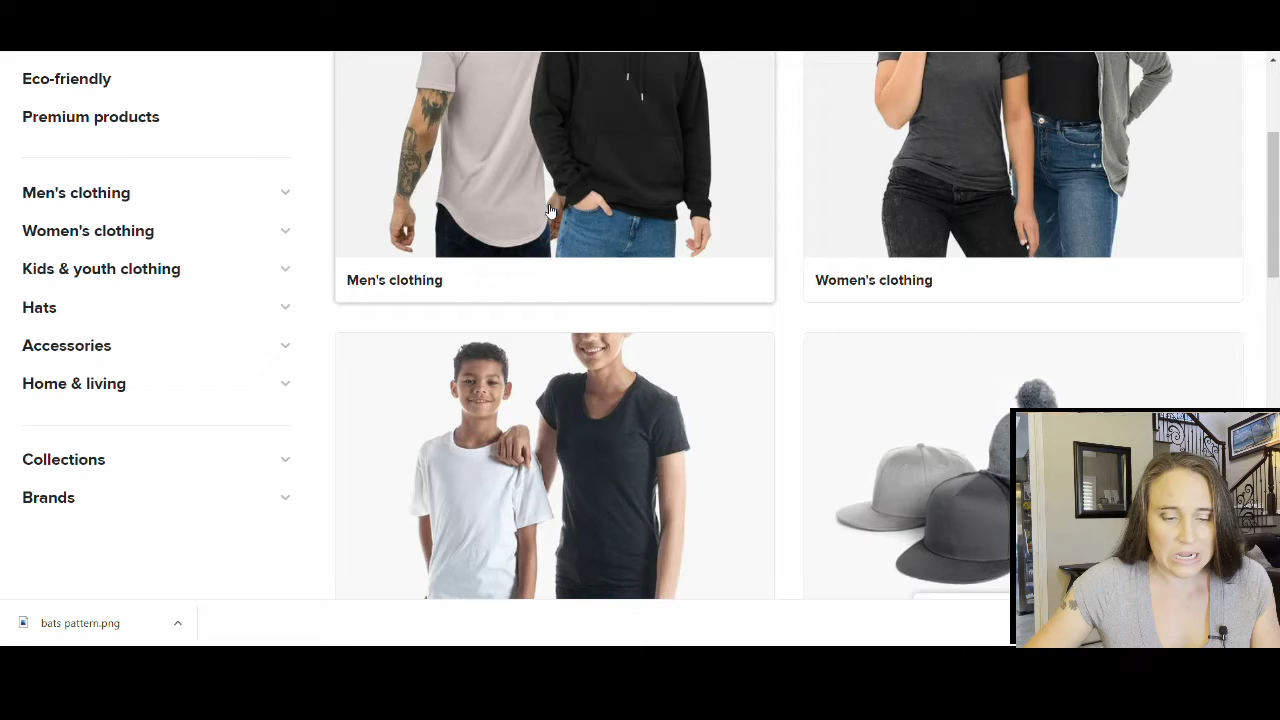 Eco-friendly
Premium products
Men's clothing
Women's clothing
Kids & youth clothing
Hats
Accessories
Home & living
Collections
Brands
Men's clothing
Women's clothing
bats pattern.png